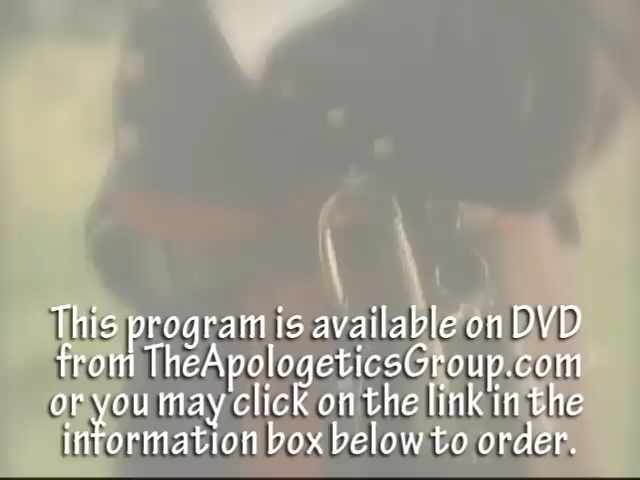 This program is available on DVD
from TheApologeticsGroup.com
or you may click on the link in the
information box below to order.